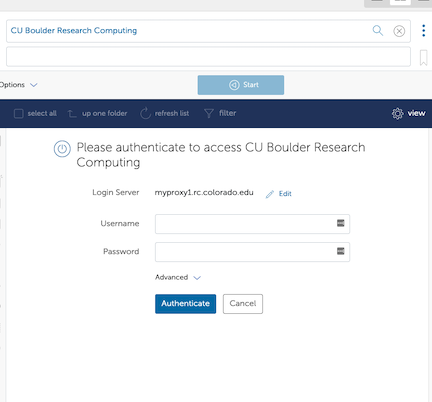 CU Boulder Research Computing
Options
Start
select all up one folder refresh list filter view
Please authenticate to access CU Boulder Research
Computing
Login Server myproxy1.rc.colorado.edu Edit
Username
Password
Advanced
Authenticate Cancel